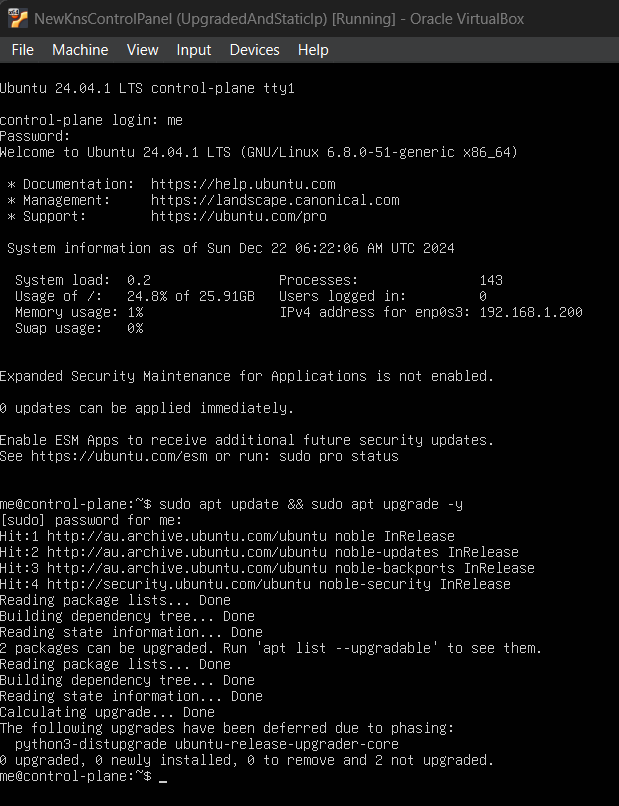 NewKnsControlPanel (UpgradedAndStaticIp) [Running] - Oracle VirtualBox
File Machine View Input Devices Help
Ubuntu 24.04.1 LTS control-plane tty1
control-plane login: me
Password:
Welcome to Ubuntu 24.04.1 LTS (GNU/Linux 6.8.0-51-generic x86_64)
* Documentation: https://help.ubuntu.com
* Management: https://landscape.canonical.com
* Support: https://ubuntu.com/pro
System information as of Sun Dec 22 06:22:06 AM UTC 2024
System load: 0.2 Processes: 143
Usage of /: 24.8% of 25.91GB Users logged in: 0
Memory usage: 1% IPv4 address for enp0s3: 192.168.1.200
Swap usage: 0%
Expanded Security Maintenance for Applications is not enabled.
0 updates can be applied immediately.
Enable ESM Apps to receive additional future security updates.
See https://ubuntu.com/esm or run: sudo pro status
me@control-plane:~$ sudo apt update && sudo apt upgrade -y
[sudo] password for me:
Hit:1 http://au.archive.ubuntu.com/ubuntu noble InRelease
Hit:2 http://au.archive.ubuntu.com/ubuntu noble-updates InRelease
Hit:3 http://au.archive.ubuntu.com/ubuntu noble-backports InRelease
Hit:4 http://security.ubuntu.com/ubuntu noble-security InRelease
Reading package lists... Done
Building dependency tree... Done
Reading state information... Done
2 packages can be upgraded. Run 'apt list --upgradable' to see them.
Reading package lists... Done
Building dependency tree... Done
Reading state information... Done
Calculating upgrade... Done
The following upgrades have been deferred due to phasing:
python3-distupgrade ubuntu-release-upgrader-core
0 upgraded, 0 newly installed, 0 to remove and 2 not upgraded.
me@control-plane:~$ _